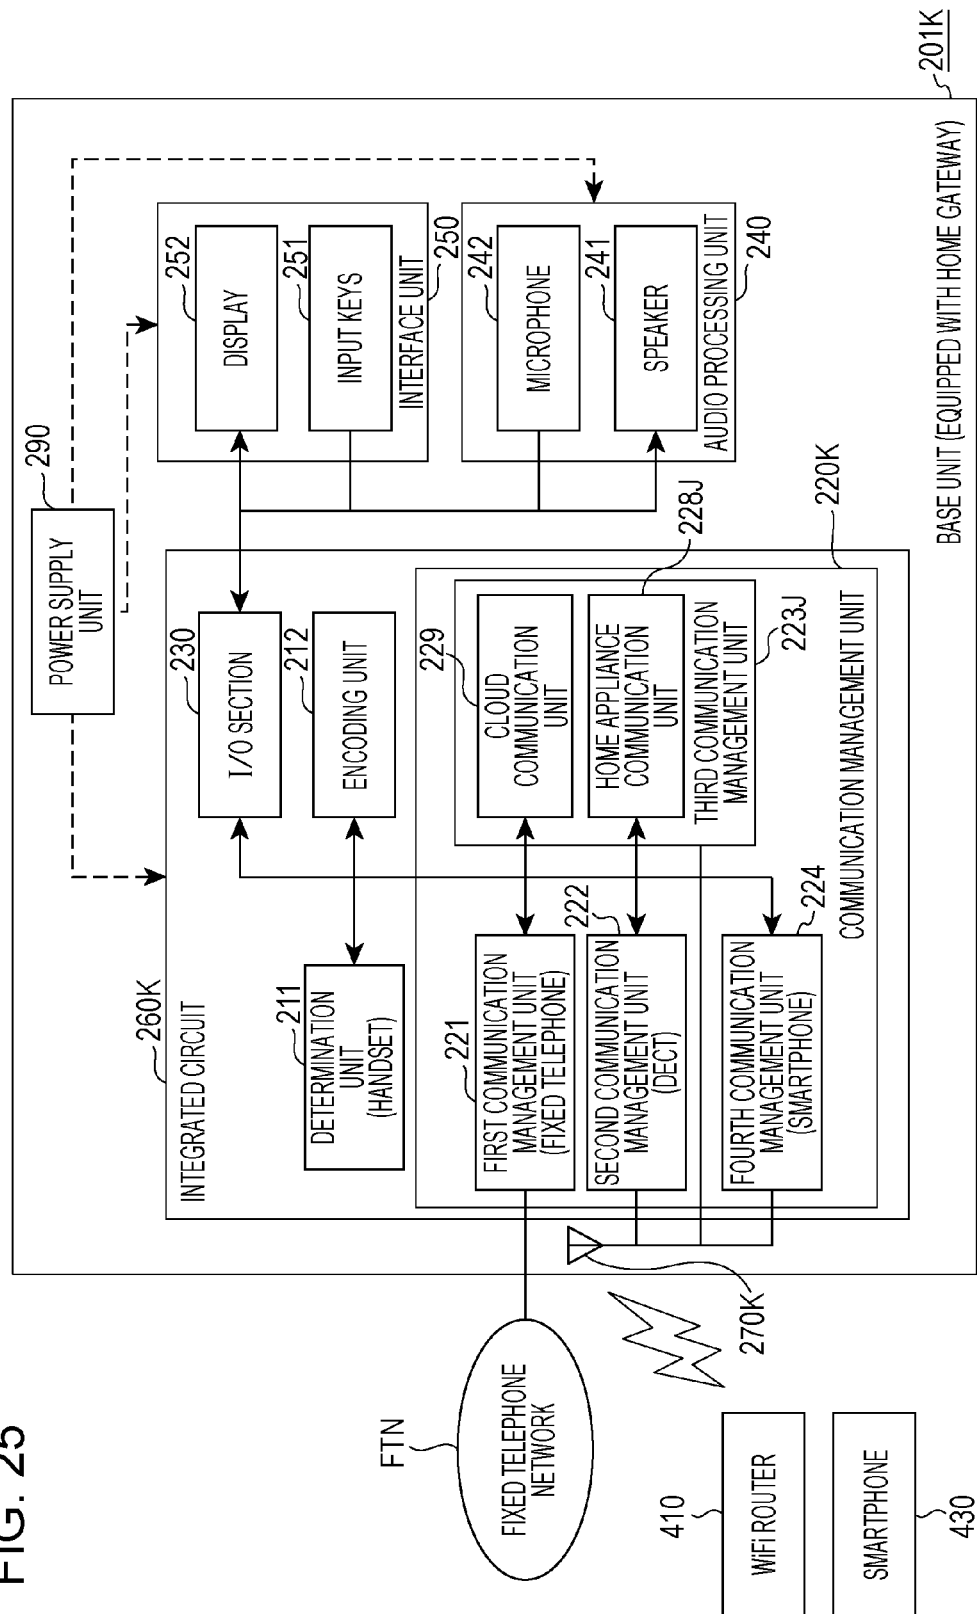 FIG. 25
201K
BASE UNIT (EQUIPPED WITH HOME GATEWAY)
290
POWER SUPPLY
UNIT
260K
INTEGRATED CIRCUIT
230
I/O SECTION
252
DISPLAY
251
INPUT KEYS
INTERFACE UNIT
250
211
DETERMINATION
UNIT
(HANDSET)
212
ENCODING UNIT
242
MICROPHONE
241
SPEAKER
AUDIO PROCESSING UNIT
240
FTN
FIXED TELEPHONE
NETWORK
221
FIRST COMMUNICATION
MANAGEMENT UNIT
(FIXED TELEPHONE)
229
CLOUD
COMMUNICATION
UNIT
228J
222
SECOND COMMUNICATION
MANAGEMENT UNIT
(DECT)
HOME APPLIANCE
COMMUNICATION
UNIT
THIRD COMMUNICATION
MANAGEMENT UNIT
223J
220K
270K
FOURTH COMMUNICATION
MANAGEMENT UNIT
(SMARTPHONE)
224
COMMUNICATION MANAGEMENT UNIT
410
WiFi ROUTER
SMARTPHONE
430